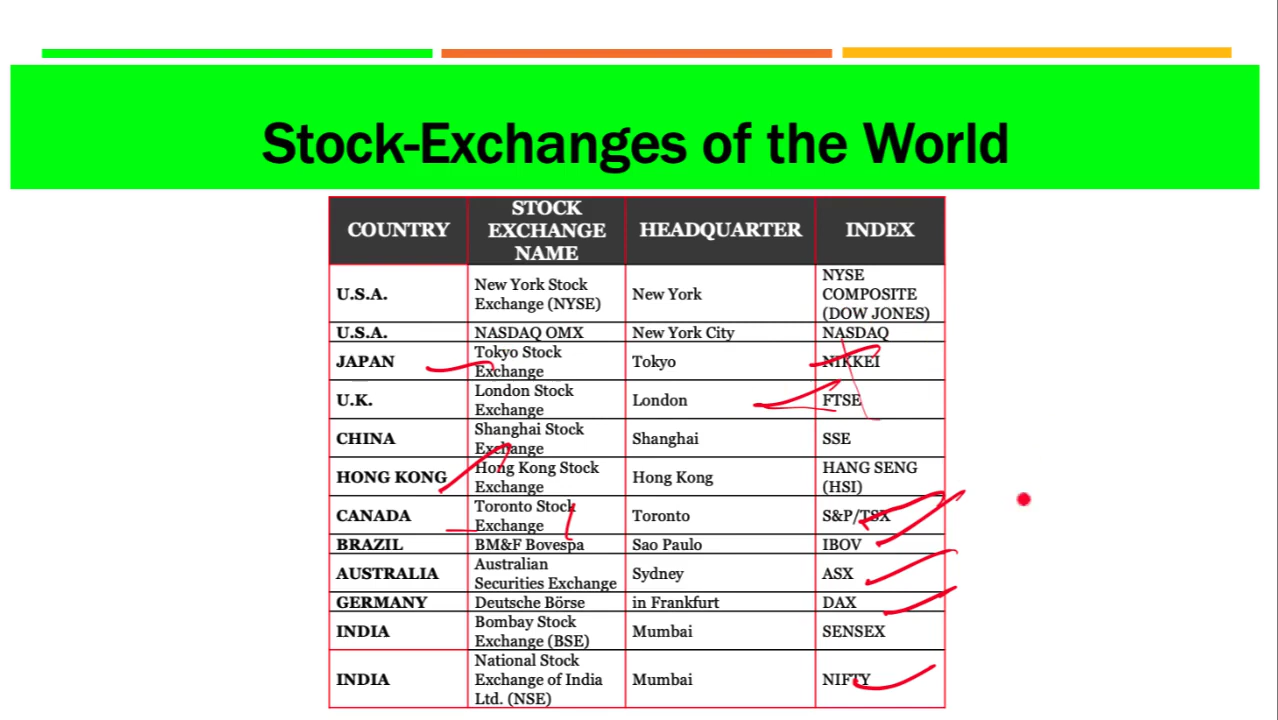 Stock-Exchanges of the World
COUNTRY
STOCK
EXCHANGE
NAME
HEADQUARTER
INDEX
U.S.A.
New York Stock
Exchange (NYSE)
New York
NYSE
COMPOSITE
(DOW JONES)
U.S.A.
NASDAQ OMX
New York City
NASDAQ
JAPAN
Tokyo Stock
Exchange
Tokyo
NIKKEI
U.K.
London Stock
Exchange
London
FTSE
CHINA
Shanghai Stock
Exchange
Shanghai
SSE
HONG KONG
Hong Kong Stock
Exchange
Hong Kong
HANG SENG
(HSI)
CANADA
Toronto Stock
Exchange
Toronto
S&P/TSX
BRAZIL
BM&F Bovespa
Sao Paulo
IBOV
AUSTRALIA
Australian
Securities Exchange
Sydney
ASX
GERMANY
Deutsche Börse
in Frankfurt
DAX
INDIA
Bombay Stock
Exchange (BSE)
Mumbai
SENSEX
INDIA
National Stock
Exchange of India
Ltd. (NSE)
Mumbai
NIFTY